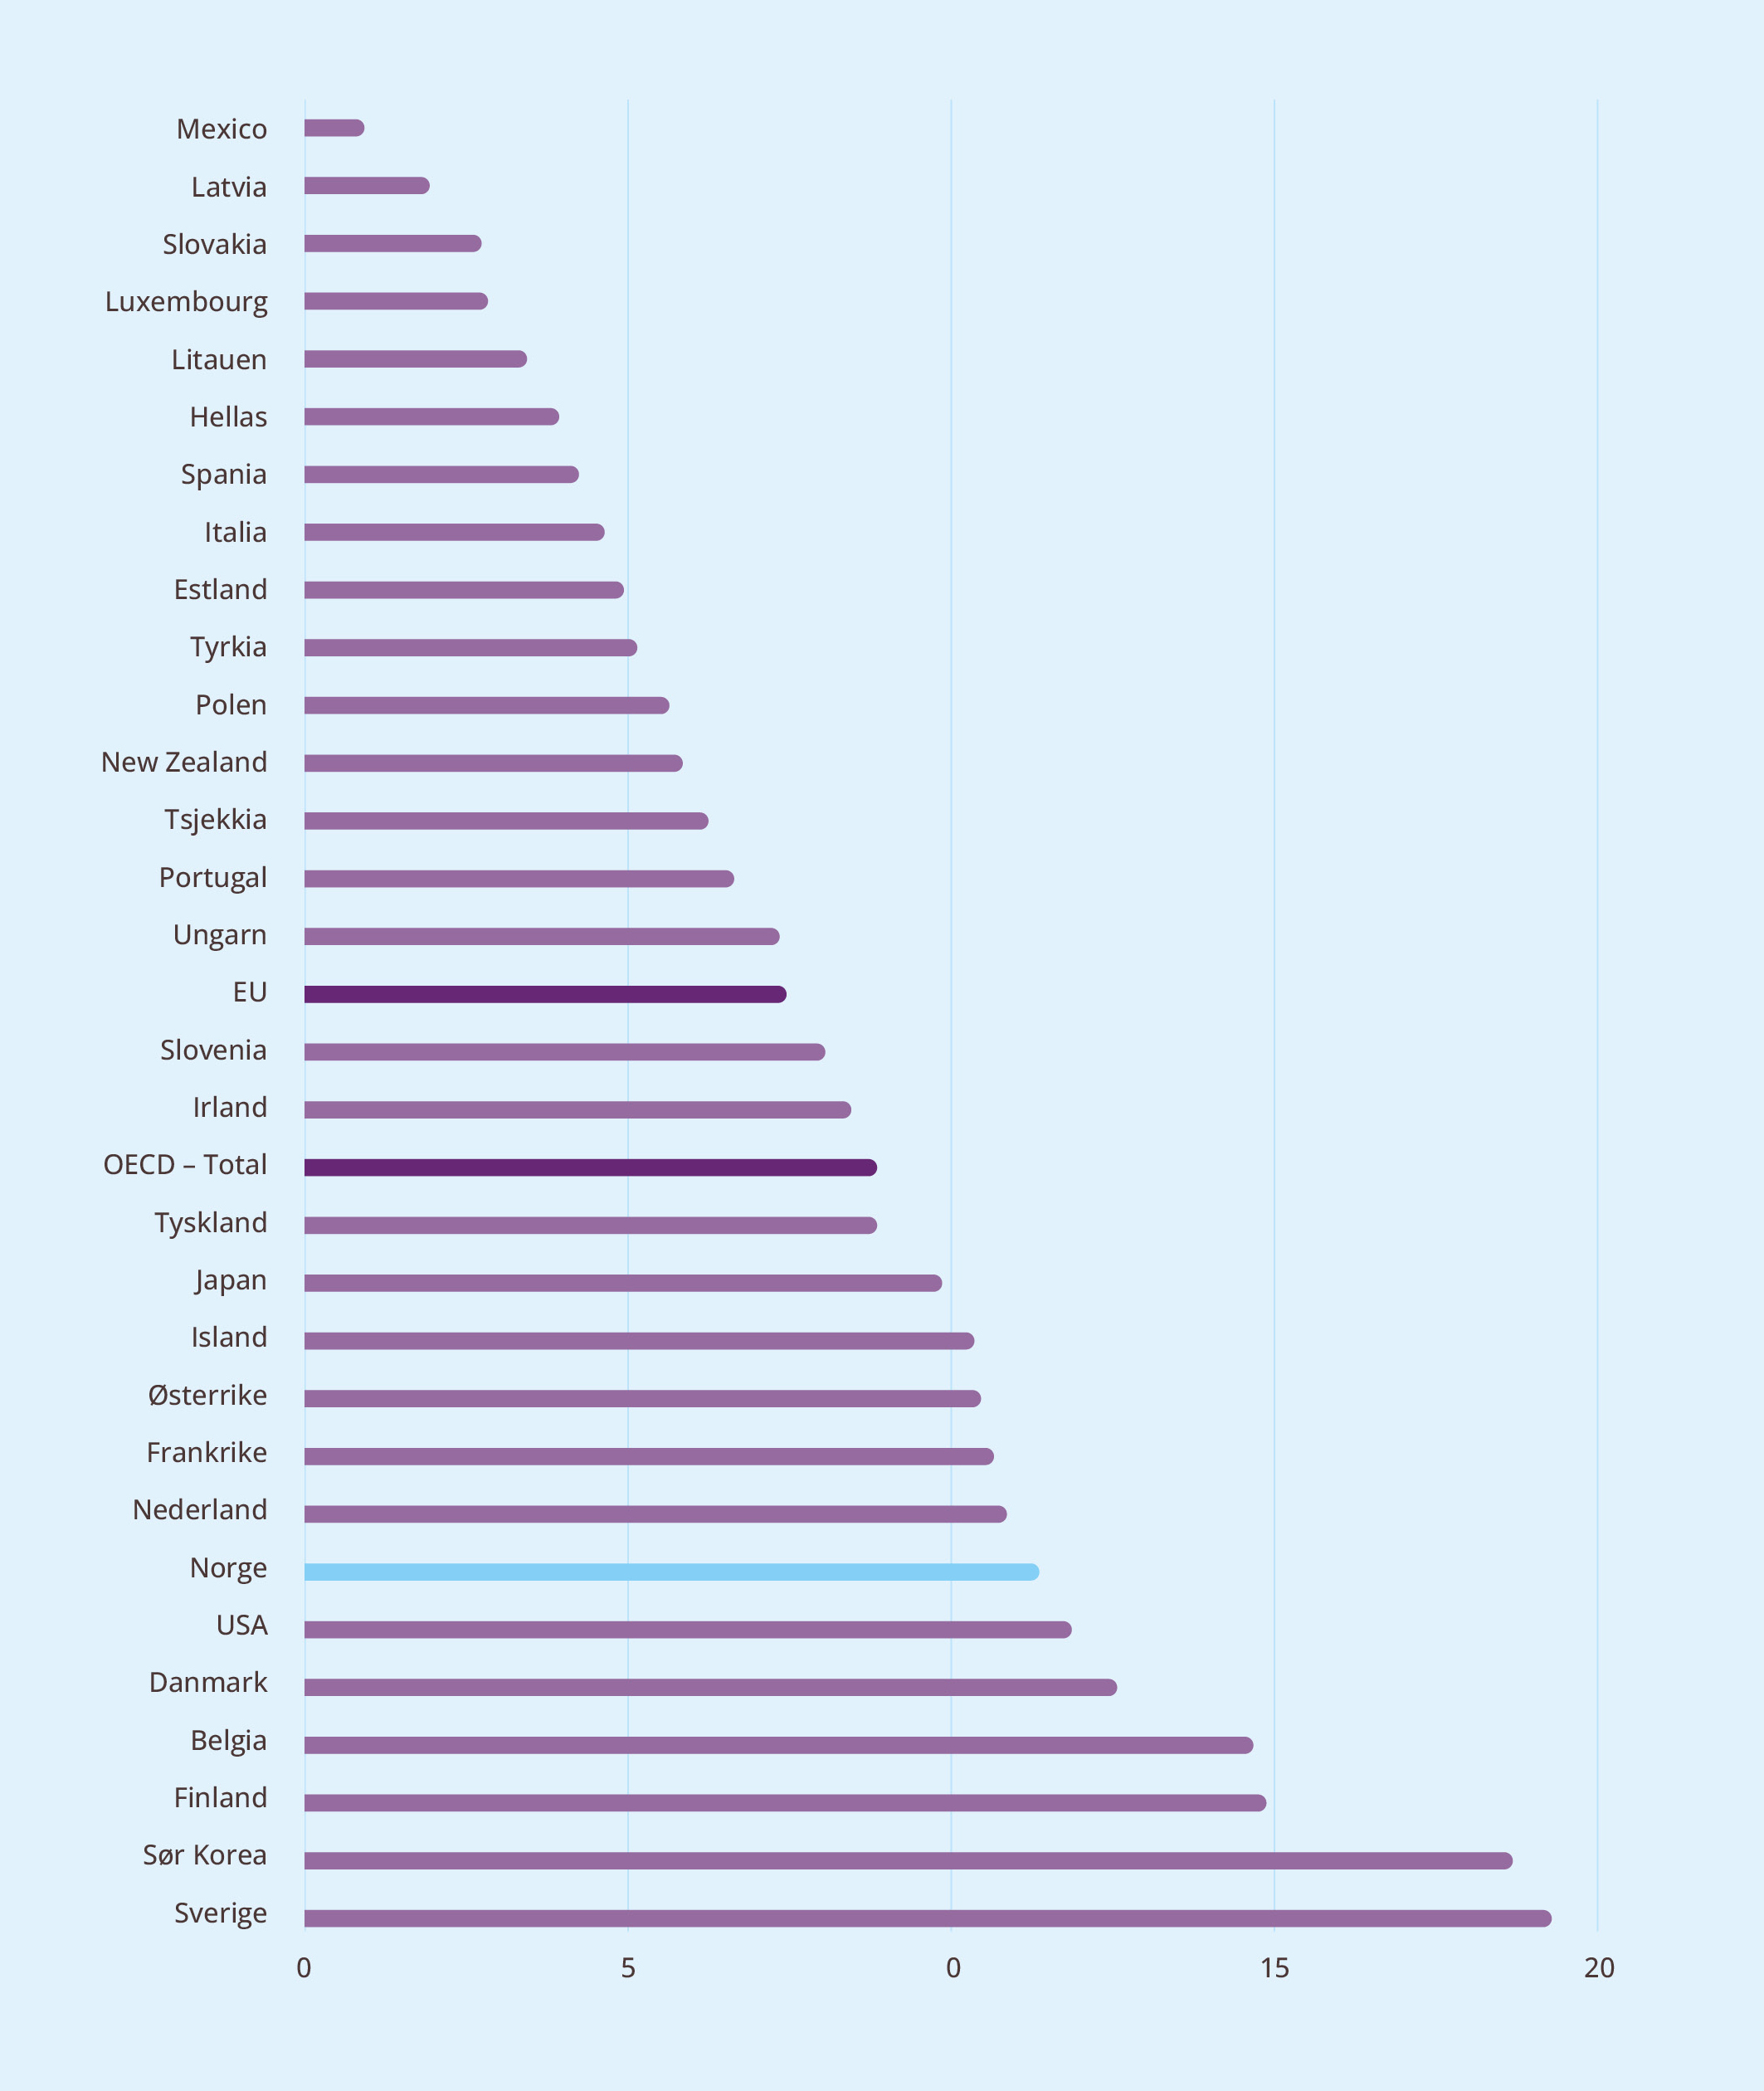 Mexico
Latvia
Slovakia
Luxembourg
Litauen
Hellas
Spania
Italia
Estland
Tyrkia
Polen
New Zealand
Tsjekkia
Portugal
Ungarn
EU
Slovenia
Irland
OECD – Total
Tyskland
Japan
Island
Østerrike
Frankrike
Nederland
Norge
USA
Danmark
Belgia
Finland
Sør Korea
Sverige
0 5 0 15 20